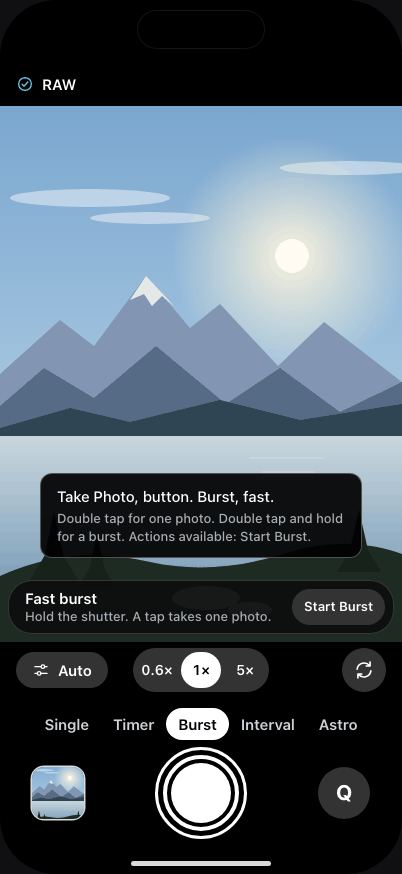 RAW
Take Photo, button. Burst, fast.
Double tap for one photo. Double tap and hold
for a burst. Actions available: Start Burst.
Fast burst
Hold the shutter. A tap takes one photo.
Start Burst
Auto
0.6×
1×
5×
Single
Timer
Burst
Interval
Astro
Q